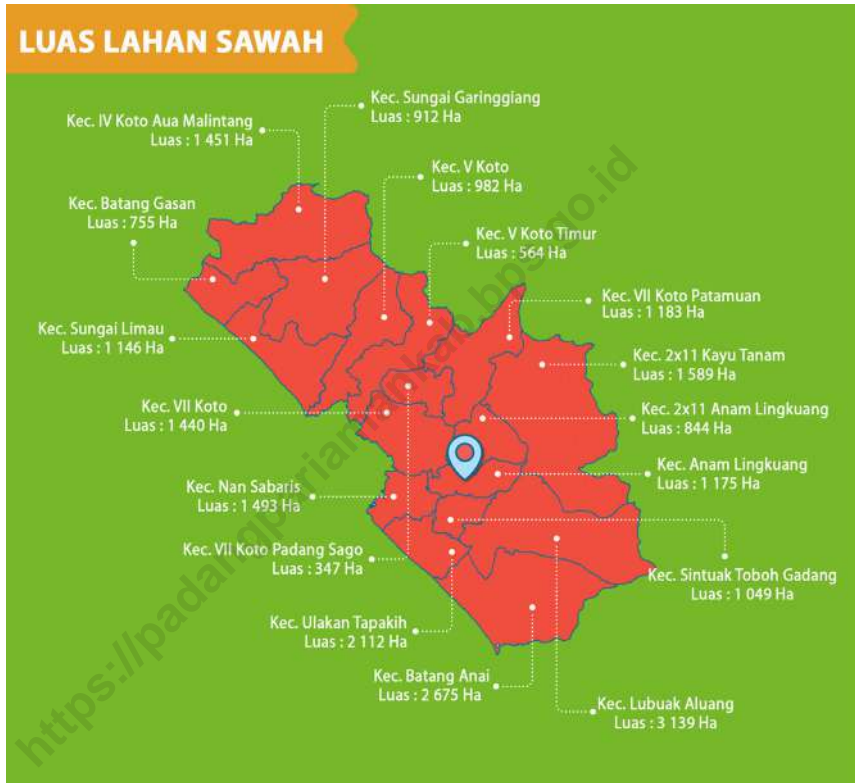 LUAS LAHAN SAWAH
Kec. Sungai Garinggiang
Luas : 912 Ha
Kec. IV Koto Aua Malintang
Luas : 1 451 Ha
Kec. V Koto
Luas : 982 Ha
Kec. Batang Gasan
Luas : 755 Ha
Kec. V Koto Timur
Luas : 564 Ha
Kec. VII Koto Patamuan
Luas : 1 183 Ha
Kec. Sungai Limau
Luas : 1 146 Ha
Kec. 2x11 Kayu Tanam
Luas : 1 589 Ha
Kec. VII Koto
Luas : 1 440 Ha
Kec. 2x11 Anam Lingkuang
Luas : 844 Ha
Kec. Anam Lingkuang
Luas : 1 175 Ha
Kec. Nan Sabaris
Luas : 1 493 Ha
Kec. VII Koto Padang Sago
Luas : 347 Ha
Kec. Sintuak Toboh Gadang
Luas : 1 049 Ha
Kec. Ulakan Tapakih
Luas : 2 112 Ha
Kec. Batang Anai
Luas : 2 675 Ha
Kec. Lubuak Aluang
Luas : 3 139 Ha
https://padangpariamankab.bps.go.id